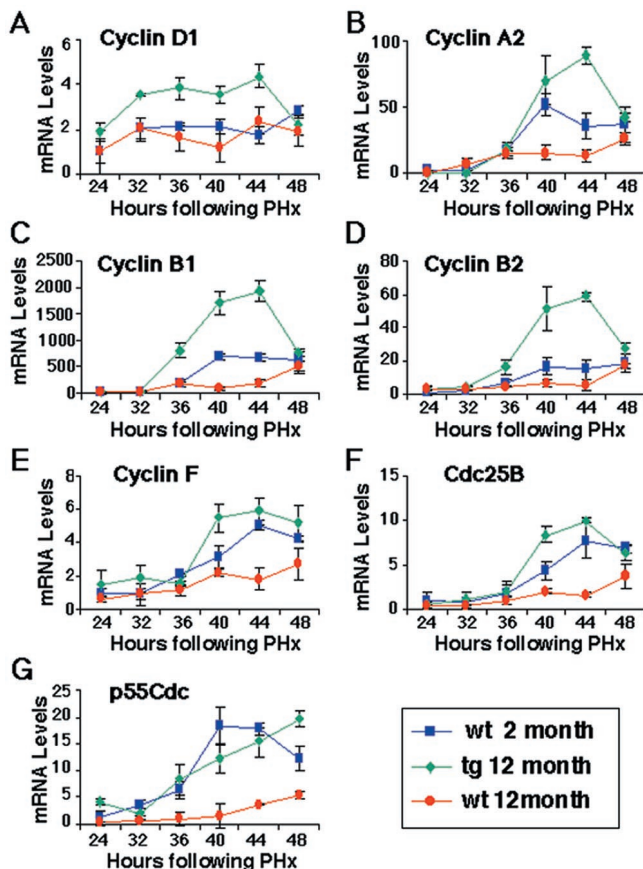 A
Cyclin D1
mRNA Levels
6
4
2
0
24 32 36 40 44 48
Hours following PHx
B
Cyclin A2
mRNA Levels
100
50
0
24 32 36 40 44 48
Hours following PHx
C
Cyclin B1
mRNA Levels
2500
2000
1500
1000
500
0
24 32 36 40 44 48
Hours following PHx
D
Cyclin B2
mRNA Levels
80
60
40
20
0
24 32 36 40 44 48
Hours following PHx
E
Cyclin F
mRNA Levels
8
6
4
2
0
24 32 36 40 44 48
Hours following PHx
F
Cdc25B
mRNA Levels
15
10
5
0
24 32 36 40 44 48
Hours following PHx
G
p55Cdc
mRNA Levels
25
20
15
10
5
0
24 32 36 40 44 48
Hours following PHx
wt 2 month
tg 12 month
wt 12month